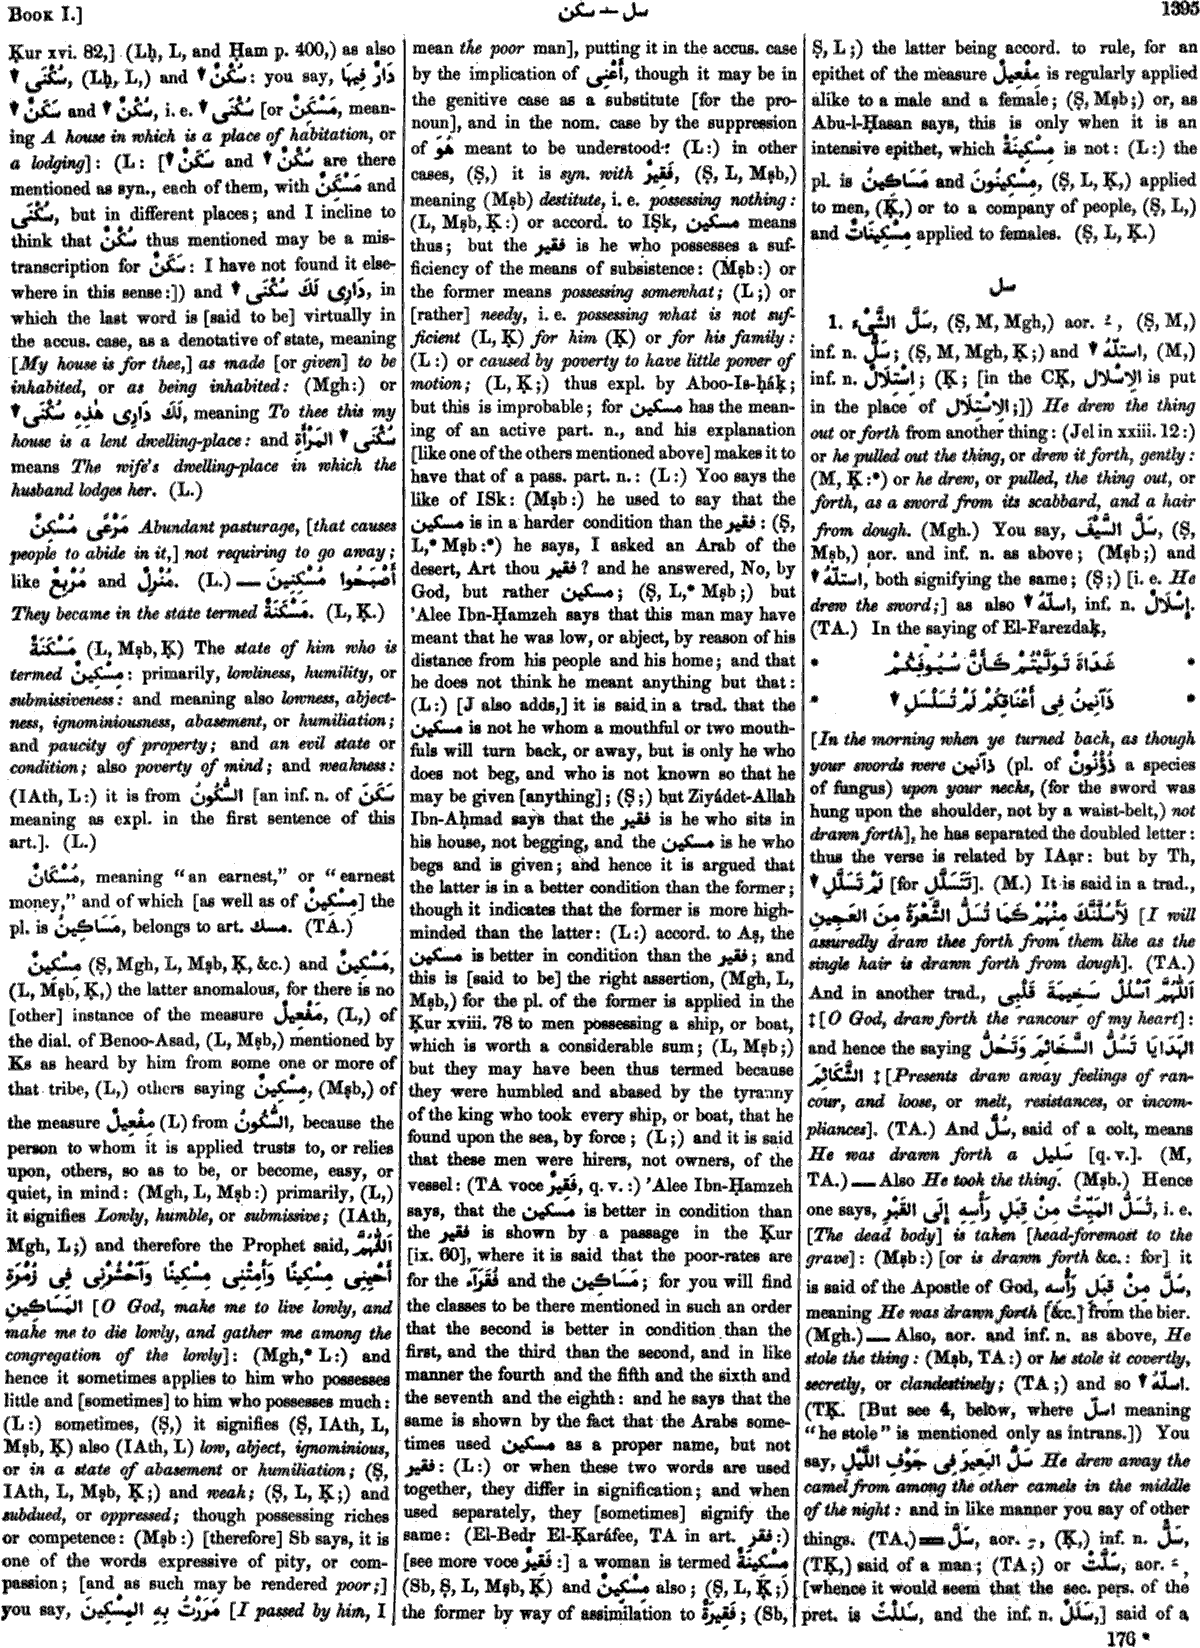 Book I.]
سل — سكن
1395
Ḳur xvi. 82,] (Lḥ, L, and Ḥam p. 400,) as also
▼ سُكْنَى, (Lḥ, L,) and ▼ سُكْنٌ: you say, دَارٌ فِيهَا
▼ سَكَنٌ and ▼ سُكْنٌ, i. e. ▼ سُكْنَى [or مَسْكَنٌ, mean-
ing A house in which is a place of habitation, or
a lodging]: (L: [▼ سَكَنٌ and ▼ سُكْنٌ are there
mentioned as syn., each of them, with مَسْكَنٌ and
سُكْنَى, but in different places; and I incline to
think that سُكْنٌ thus mentioned may be a mis-
transcription for سَكَنٌ: I have not found it else-
where in this sense:]) and ▼ دَارِى لَكَ سُكْنَى, in
which the last word is [said to be] virtually in
the accus. case, as a denotative of state, meaning
[My house is for thee,] as made [or given] to be
inhabited, or as being inhabited: (Mgh:) or
▼ لَكَ دَارِى هٰذِهِ سُكْنَى, meaning To thee this my
house is a lent dwelling-place: and سُكْنَى ▼ المَرْأَةِ
means The wife's dwelling-place in which the
husband lodges her. (L.)
مَرْعًى مُسْكِنٌ Abundant pasturage, [that causes
people to abide in it,] not requiring to go away;
like مُرْبِعٌ and مُنْزِلٌ. (L.) — أَصْبَحُوا مُسْكِنِينَ
They became in the state termed مَسْكَنَة. (L, Ḳ.)
مَسْكَنَةٌ (L, Mṣb, Ḳ) The state of him who is
termed مِسْكِينٌ: primarily, lowliness, humility, or
submissiveness: and meaning also lowness, abject-
ness, ignominiousness, abasement, or humiliation;
and paucity of property; and an evil state or
condition; also poverty of mind; and weakness:
(IAth, L:) it is from السُّكُونُ [an inf. n. of سَكَنَ
meaning as expl. in the first sentence of this
art.]. (L.)
مُسْكَانٌ, meaning "an earnest," or "earnest
money," and of which [as well as of مِسْكِينٌ] the
pl. is مَسَاكِينُ, belongs to art. مسك. (TA.)
مِسْكِينٌ (Ṣ, Mgh, L, Mṣb, Ḳ, &c.) and مَسْكِينٌ,
(L, Mṣb, Ḳ,) the latter anomalous, for there is no
[other] instance of the measure مَفْعِيلٌ, (L,) of
the dial. of Benoo-Asad, (L, Mṣb,) mentioned by
Ks as heard by him from some one or more of
that tribe, (L,) others saying مِسْكِينٌ, (Mṣb,) of
the measure مِفْعِيلٌ (L) from السُّكُونُ, because the
person to whom it is applied trusts to, or relies
upon, others, so as to be, or become, easy, or
quiet, in mind: (Mgh, L, Mṣb:) primarily, (L,)
it signifies Lowly, humble, or submissive; (IAth,
Mgh, L;) and therefore the Prophet said, اَللّٰهُمَّ
أَحْيِنِى مِسْكِينًا وَأَمِتْنِى مِسْكِينًا وَاَحْشُرْنِى فِى زُمْرَةِ
المَسَاكِينِ [O God, make me to live lowly, and
make me to die lowly, and gather me among the
congregation of the lowly]: (Mgh,* L:) and
hence it sometimes applies to him who possesses
little and [sometimes] to him who possesses much:
(L:) sometimes, (Ṣ,) it signifies (Ṣ, IAth, L,
Mṣb, Ḳ) also (IAth, L) low, abject, ignominious,
or in a state of abasement or humiliation; (Ṣ,
IAth, L, Mṣb, Ḳ;) and weak: (Ṣ, L, Ḳ;) and
subdued, or oppressed; though possessing riches
or competence: (Mṣb:) [therefore] Sb says, it is
one of the words expressive of pity, or com-
passion; [and as such may be rendered poor;]
you say, مَرَرْتُ بِهِ المِسْكِينَ [I passed by him, I
mean the poor man], putting it in the accus. case
by the implication of أَعْنِى, though it may be in
the genitive case as a substitute [for the pro-
noun], and in the nom. case by the suppression
of هُوَ meant to be understood: (L:) in other
cases, (Ṣ,) it is syn. with فَقِيرٌ, (Ṣ, L, Mṣb,)
meaning (Mṣb) destitute, i. e. possessing nothing:
(L, Mṣb, Ḳ:) or accord. to ISk, مسكين means
thus; but the فقير is he who possesses a suf-
ficiency of the means of subsistence: (Mṣb:) or
the former means possessing somewhat; (L;) or
[rather] needy, i. e. possessing what is not suf-
ficient (L, Ḳ) for him (Ḳ) or for his family:
(L:) or caused by poverty to have little power of
motion; (L, Ḳ;) thus expl. by Aboo-Is-ḥáḳ;
but this is improbable; for مسكين has the mean-
ing of an active part. n., and his explanation
[like one of the others mentioned above] makes it to
have that of a pass. part. n.: (L:) Yoo says the
like of ISk: (Mṣb:) he used to say that the
مسكين is in a harder condition than the فقير: (Ṣ,
L,* Mṣb:*) he says, I asked an Arab of the
desert, Art thou فقير? and he answered, No, by
God, but rather مسكين; (Ṣ, L,* Mṣb;) but
'Alee Ibn-Ḥamzeh says that this man may have
meant that he was low, or abject, by reason of his
distance from his people and his home; and that
he does not think he meant anything but that:
(L:) [J also adds,] it is said in a trad. that the
مسكين is not he whom a mouthful or two mouth-
fuls will turn back, or away, but is only he who
does not beg, and who is not known so that he
may be given [anything]; (Ṣ;) but Ziyádet-Allah
Ibn-Aḥmad says that the فقير is he who sits in
his house, not begging, and the مسكين is he who
begs and is given; and hence it is argued that
the latter is in a better condition than the former;
though it indicates that the former is more high-
minded than the latter: (L:) accord. to Aṣ, the
مسكين is better in condition than the فقير; and
this is [said to be] the right assertion, (Mgh, L,
Mṣb,) for the pl. of the former is applied in the
Ḳur xviii. 78 to men possessing a ship, or boat,
which is worth a considerable sum; (L, Mṣb;)
but they may have been thus termed because
they were humbled and abased by the tyranny
of the king who took every ship, or boat, that he
found upon the sea, by force; (L;) and it is said
that these men were hirers, not owners, of the
vessel: (TA voce فَقِيرٌ, q. v.:) 'Alee Ibn-Ḥamzeh
says, that the مسكين is better in condition than
the فقير is shown by a passage in the Ḳur
[ix. 60], where it is said that the poor-rates are
for the فُقَرَآء and the مَسَاكِين; for you will find
the classes to be there mentioned in such an order
that the second is better in condition than the
first, and the third than the second, and in like
manner the fourth and the fifth and the sixth and
the seventh and the eighth: and he says that the
same is shown by the fact that the Arabs some-
times used مسكين as a proper name, but not
فقير: (L:) or when these two words are used
together, they differ in signification; and when
used separately, they [sometimes] signify the
same: (El-Bedr El-Ḳaráfee, TA in art. فقر:)
[see more voce فَقِيرٌ:] a woman is termed مِسْكِينَةٌ
(Sb, Ṣ, L, Mṣb, Ḳ) and مِسْكِينٌ also; (Ṣ, L, Ḳ;)
the former by way of assimilation to فَقِيرَةٌ; (Sb,
Ṣ, L;) the latter being accord. to rule, for an
epithet of the measure مِفْعِيلٌ is regularly applied
alike to a male and a female; (Ṣ, Mṣb;) or, as
Abu-l-Ḥasan says, this is only when it is an
intensive epithet, which مِسْكِينَةٌ is not: (L:) the
pl. is مَسَاكِينُ and مِسْكِينُونَ, (Ṣ, L, Ḳ,) applied
to men, (Ḳ,) or to a company of people, (Ṣ, L,)
and مِسْكِينَاتٌ applied to females. (Ṣ, L, Ḳ.)
سل
1. سَلَّ الشَّىْءَ, (Ṣ, M, Mgh,) aor. ـُ, (Ṣ, M,)
inf. n. سَلٌّ; (Ṣ, M, Mgh, Ḳ;) and ▼ استلّهُ, (M,)
inf. n. اِسْتِلَالٌ; (Ḳ; [in the CḲ, الاِسْلَال is put
in the place of الاِسْتِلَال;]) He drew the thing
out or forth from another thing: (Jel in xxiii. 12:)
or he pulled out the thing, or drew it forth, gently:
(M, Ḳ:*) or he drew, or pulled, the thing out, or
forth, as a sword from its scabbard, and a hair
from dough. (Mgh.) You say, سَلَّ السَّيْفَ, (Ṣ,
Mṣb,) aor. and inf. n. as above; (Mṣb;) and
▼ استلّهُ, both signifying the same; (Ṣ;) [i. e. He
drew the sword;] as also ▼ اسلّهُ, inf. n. إِسْلَالٌ.
(TA.) In the saying of El-Farezdaḳ,
* غَدَاةَ تَوَلَّيْتُمْ كَأَنَّ سُيُوفَكُمْ *
* ذَآنِينُ فِى أَعْنَاقِكُمْ لَمْ تُسَلْسَلِ ▼ *
[In the morning when ye turned back, as though
your swords were ذآنين (pl. of ذُؤْنُونٌ a species
of fungus) upon your necks, (for the sword was
hung upon the shoulder, not by a waist-belt,) not
drawn forth], he has separated the doubled letter:
thus the verse is related by IAạr: but by Th,
▼ لَمْ تَسَلَّلِ [for تَتَسَلَّل]. (M.) It is said in a trad.,
لَأَسُلَّنَّكَ مِنْهُمْ كَمَا تُسَلُّ الشَّعْرَةُ مِنَ العَجِينِ [I will
assuredly draw thee forth from them like as the
single hair is drawn forth from dough]. (TA.)
And in another trad., اَللّٰهُمَّ اَسْلُلْ سَخِيمَةَ قَلْبِى
‡ [O God, draw forth the rancour of my heart]:
and hence the saying الهَدَايَا تَسُلُّ السَّخَائِمَ وَتَحُلُّ
الشَّكَائِمَ ‡ [Presents draw away feelings of ran-
cour, and loose, or melt, resistances, or incom-
pliances]. (TA.) And سُلَّ, said of a colt, means
He was drawn forth a سَلِيل [q. v.]. (M,
TA.) — Also He took the thing. (Mṣb.) Hence
one says, تُسَلُّ المَيِّتُ مِنْ قِبَلِ رَأْسِهِ إِلَى القَبْرِ, i. e.
[The dead body] is taken [head-foremost to the
grave]: (Mṣb:) [or is drawn forth &c.: for] it
is said of the Apostle of God, سُلَّ مِنْ قِبَلِ رَأْسِهِ,
meaning He was drawn forth [&c.] from the bier.
(Mgh.) — Also, aor. and inf. n. as above, He
stole the thing: (Mṣb, TA:) or he stole it covertly,
secretly, or clandestinely; (TA;) and so ▼ اسلّهُ.
(TḲ. [But see 4, below, where اسلّ meaning
"he stole" is mentioned only as intrans.]) You
say, سَلَّ البَعِيرَ فِى جَوْفِ اللَّيْلِ He drew away the
camel from among the other camels in the middle
of the night: and in like manner you say of other
things. (TA.) = سَلَّ, aor. ـِ, (Ḳ,) inf. n. سَلٌّ,
(TḲ,) said of a man; (TA;) or سَلَّتْ, aor. ـَ,
[whence it would seem that the sec. pers. of the
pret. is سَلِلْتَ, and the inf. n. سَلَلٌ,] said of a
176 *